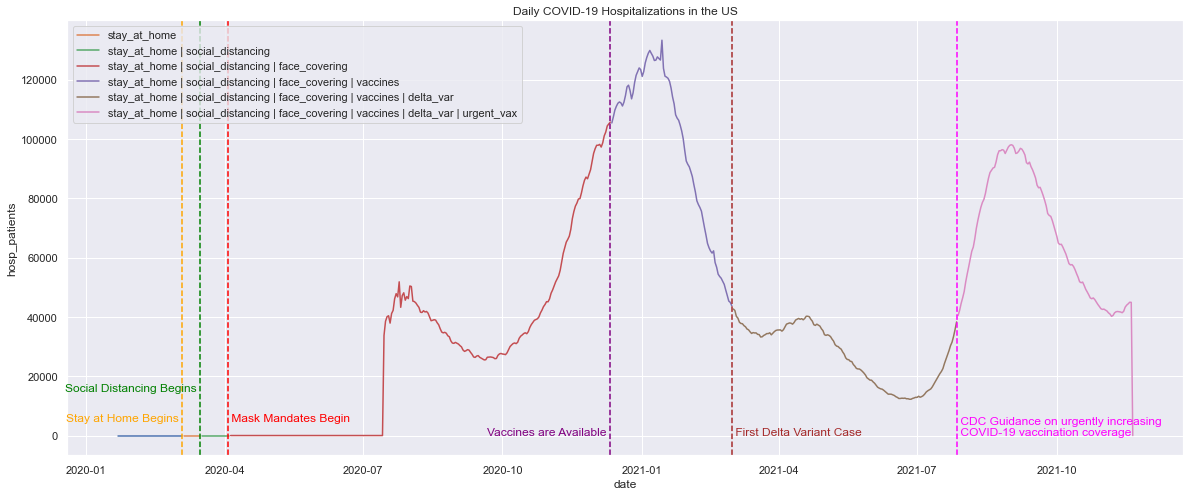 Daily COVID-19 Hospitalizations in the US
stay_at_home
stay_at_home | social_distancing
stay_at_home | social_distancing | face_covering
stay_at_home | social_distancing | face_covering | vaccines
stay_at_home | social_distancing | face_covering | vaccines | delta_var
stay_at_home | social_distancing | face_covering | vaccines | delta_var | urgent_vax
120000
100000
80000
60000
40000
20000
0
hosp_patients
Social Distancing Begins
Stay at Home Begins
Mask Mandates Begin
Vaccines are Available
First Delta Variant Case
CDC Guidance on urgently increasing
COVID-19 vaccination coverage
2020-01
2020-04
2020-07
2020-10
2021-01
2021-04
2021-07
2021-10
date